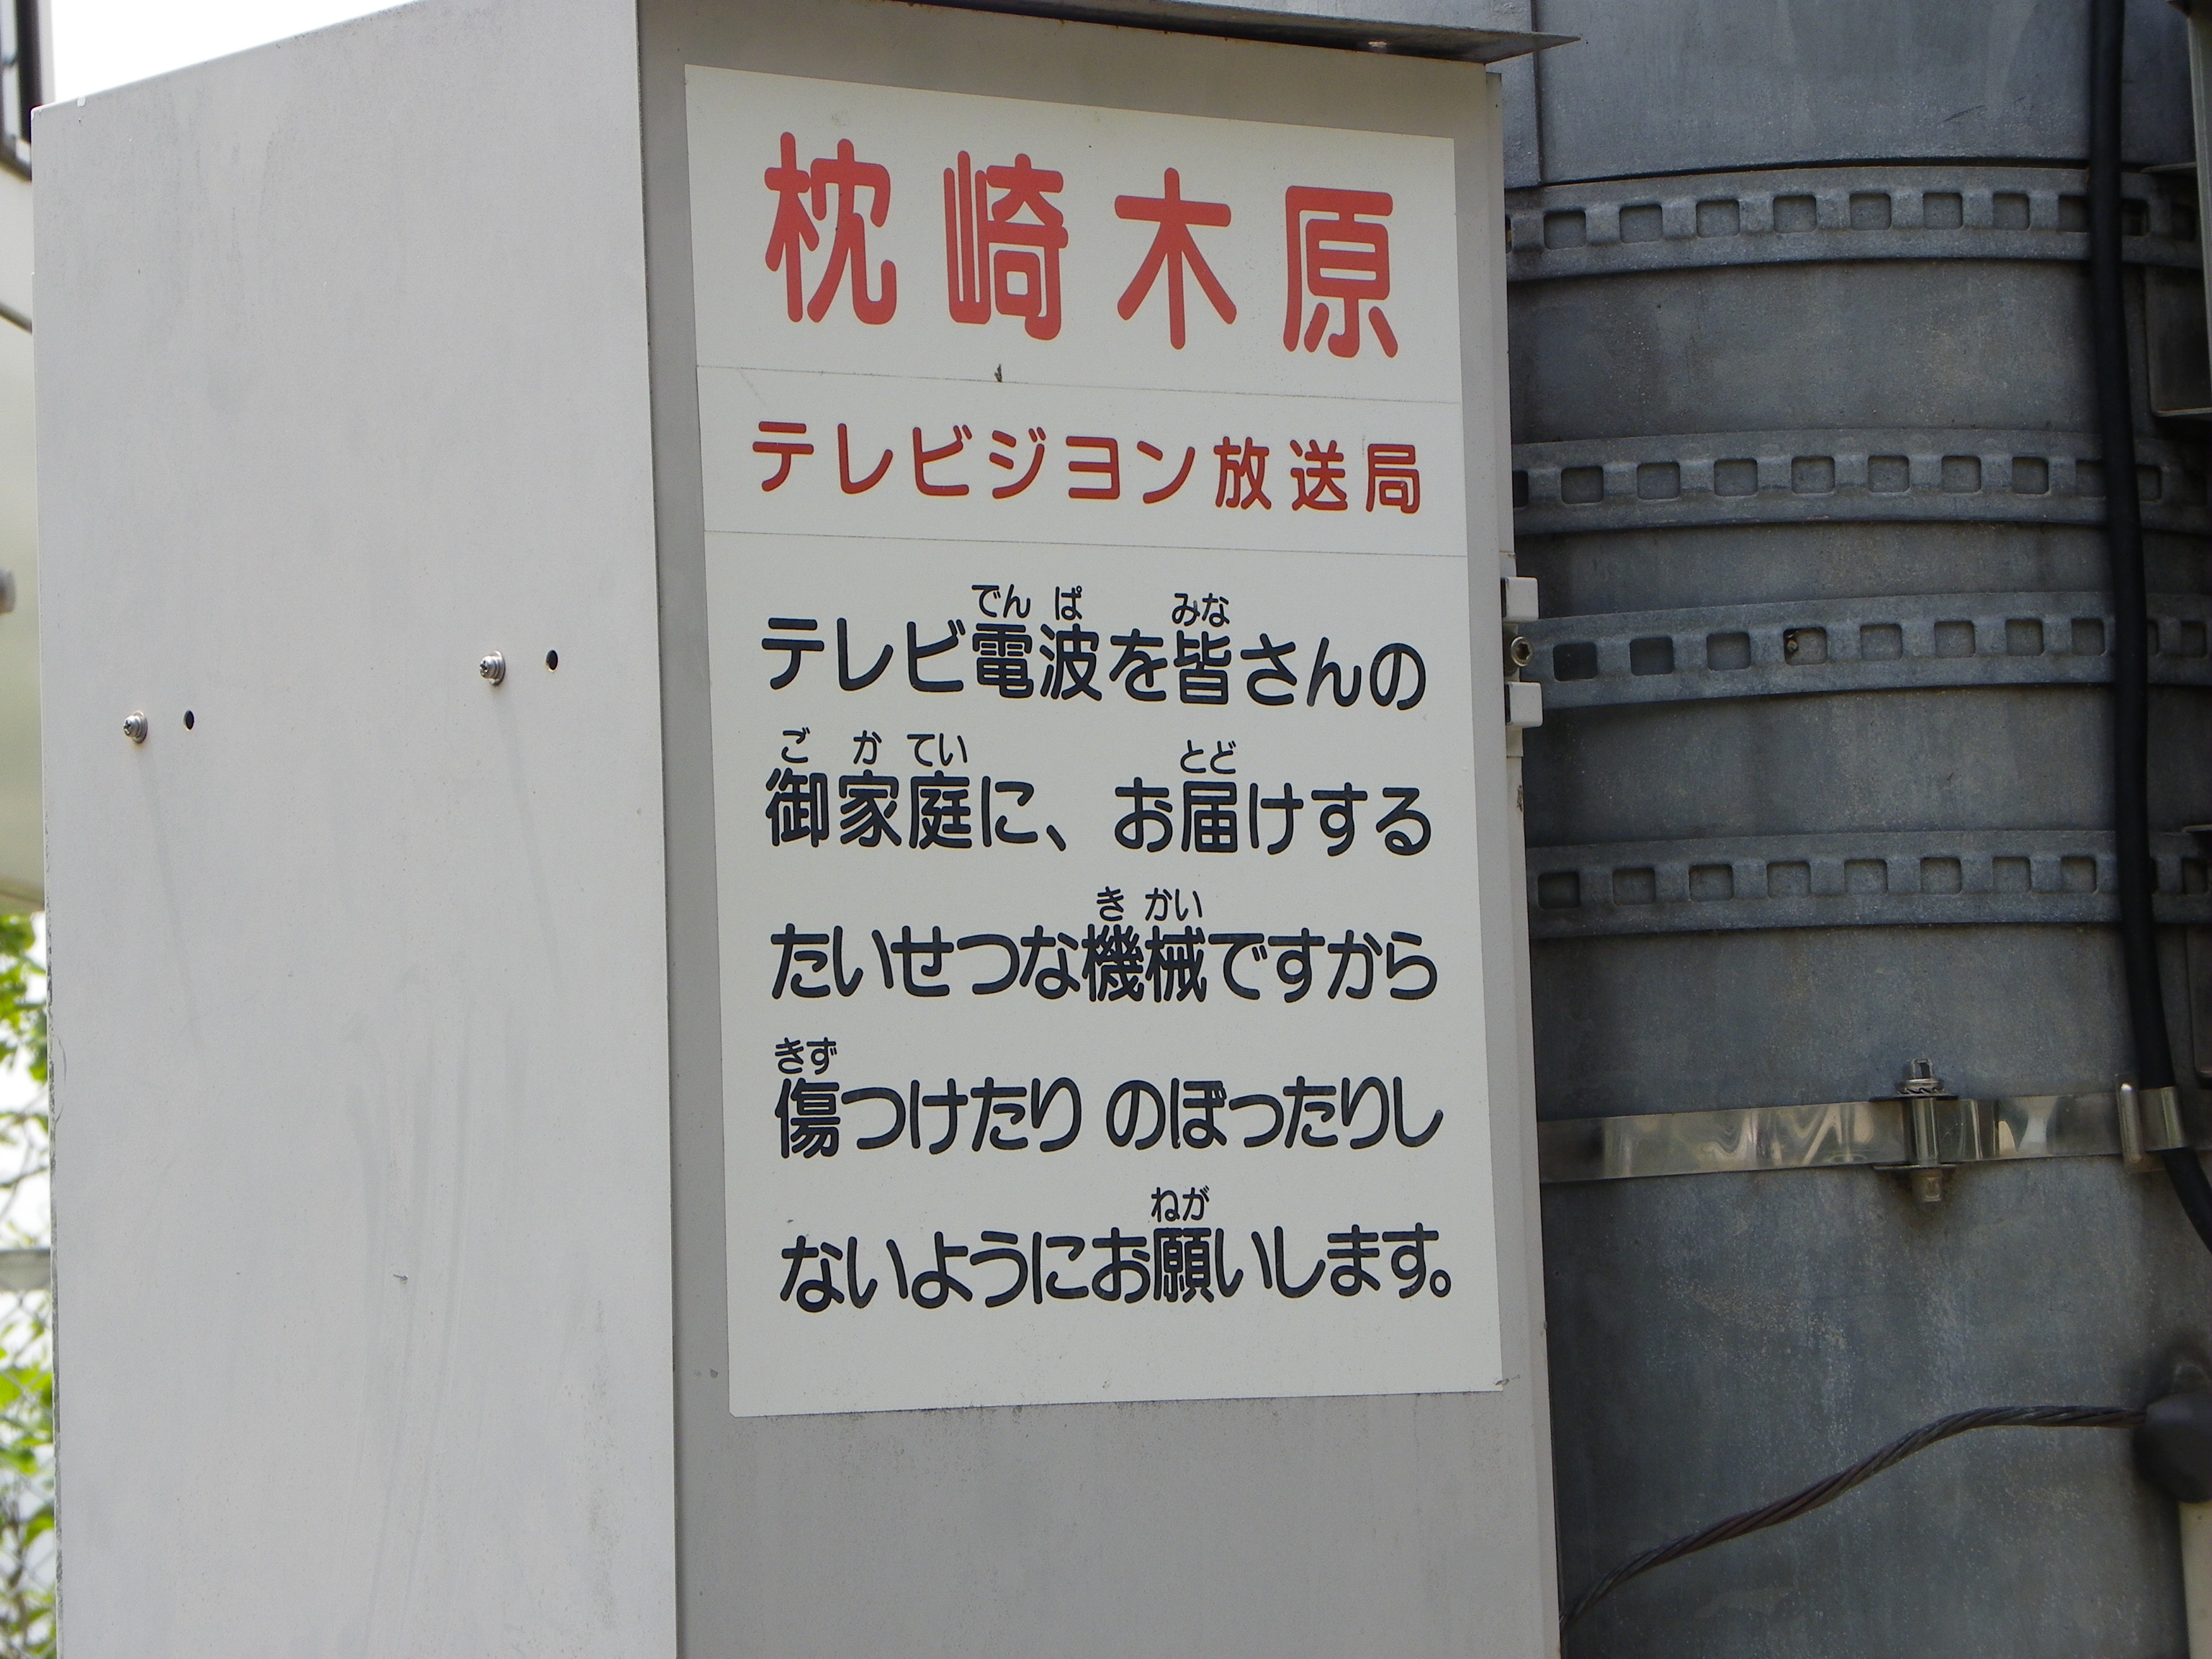 枕崎木原
テレビジヨン放送局
でんぱ みな
テレビ電波を皆さんの
ご か てい とど
御家庭に、お届けする
き かい
たいせつな機械ですから
きず
傷つけたり のぼったりし
ねが
ないようにお願いします。